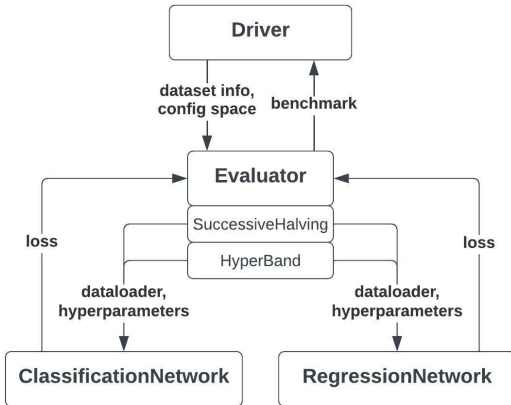 Driver
dataset info,
config space
benchmark
Evaluator
SuccessiveHalving
HyperBand
loss
loss
dataloader,
hyperparameters
dataloader,
hyperparameters
ClassificationNetwork
RegressionNetwork